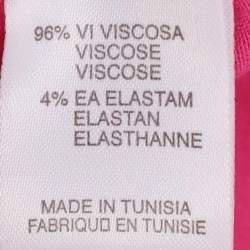 96% VI VISCOSA
VISCOSE
VISCOSE
4% EA ELASTAM
ELASTAN
ELASTHANNE
MADE IN TUNISIA
FABRIQUÉ EN TUNISIE